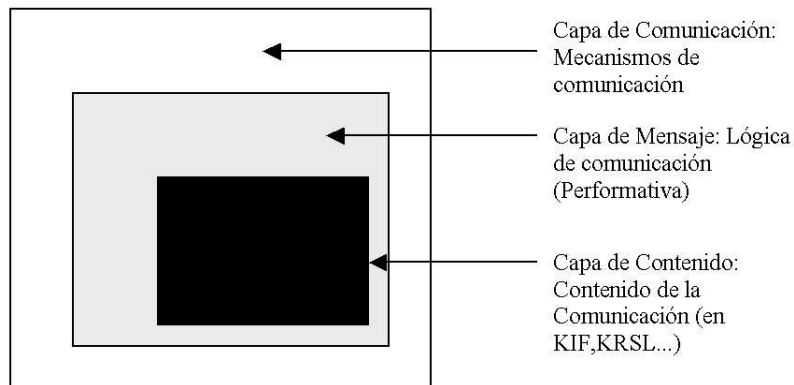 Capa de Comunicación:
Mecanismos de
comunicación
Capa de Mensaje: Lógica
de comunicación
(Performativa)
Capa de Contenido:
Contenido de la
Comunicación (en
KIF,KRSL...)